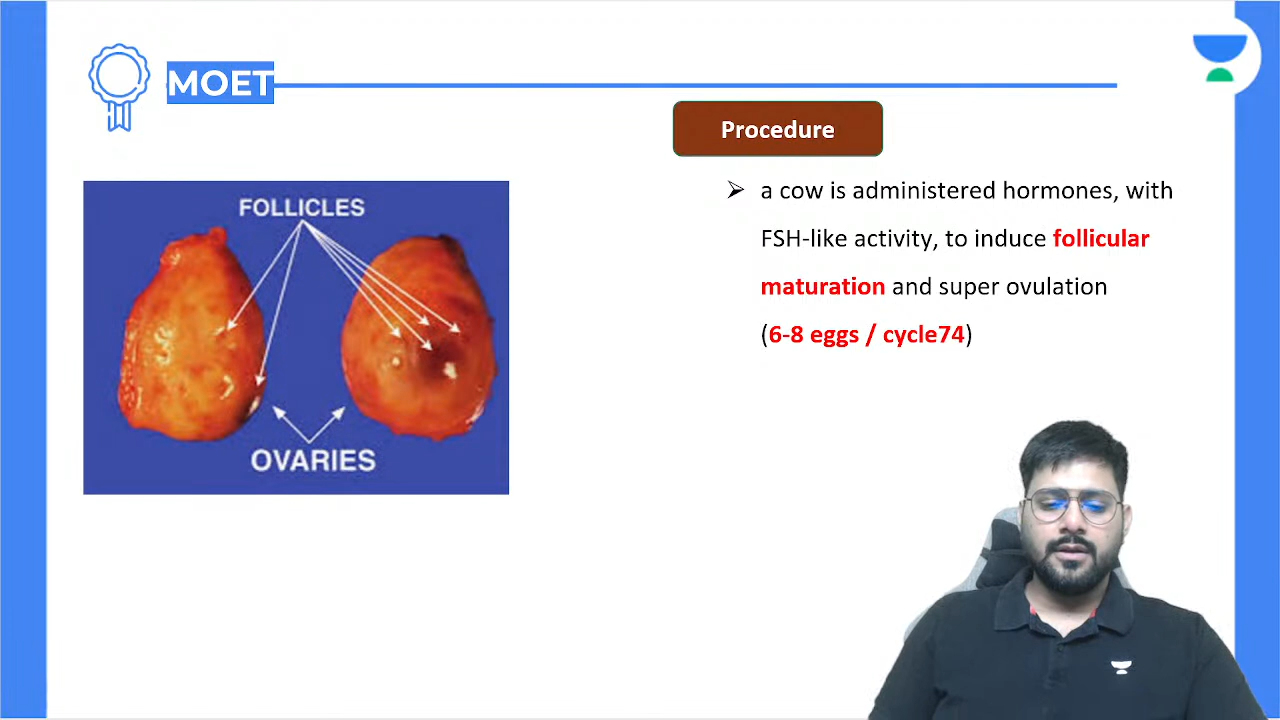 MOET
Procedure
FOLLICLES
OVARIES
➢ a cow is administered hormones, with
FSH-like activity, to induce follicular
maturation and super ovulation
(6-8 eggs / cycle74)